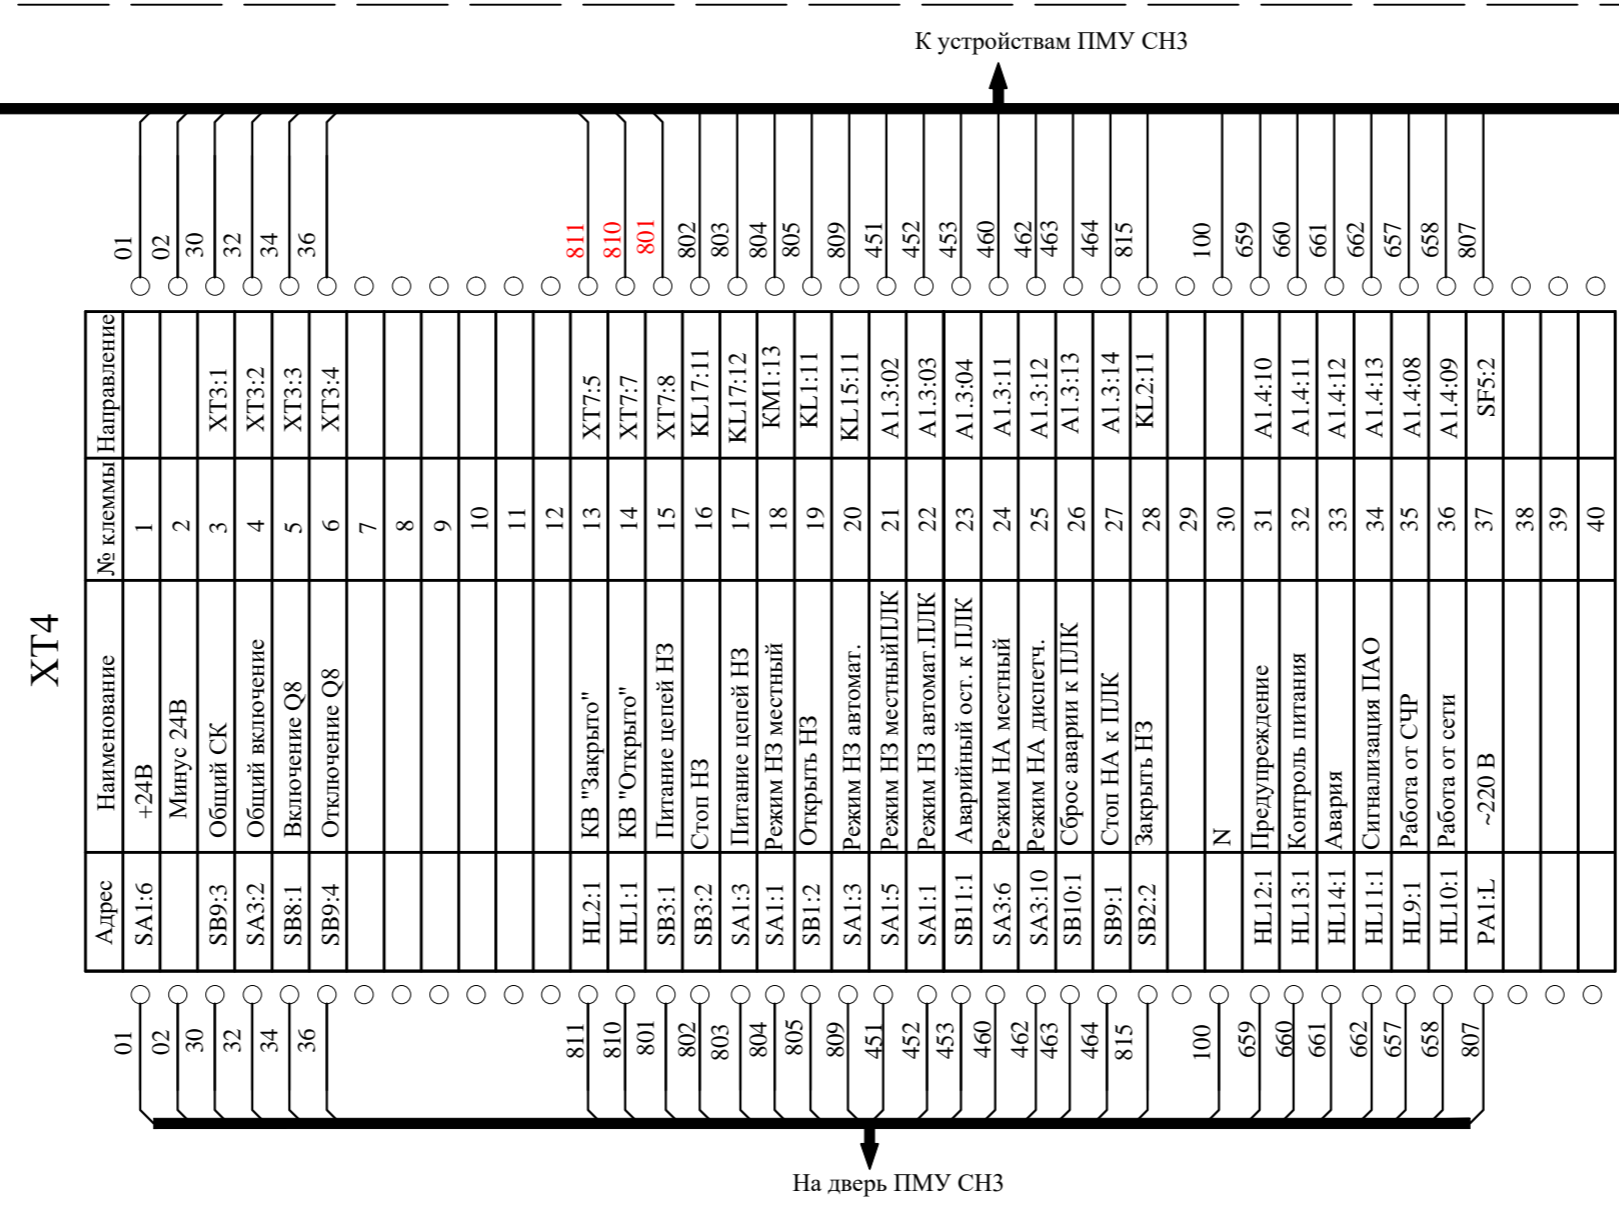 К устройствам ПМУ СН3
01 02 30 32 34 36 811 810 801 802 803 804 805 809 451 452 453 460 462 463 464 815 100 659 660 661 662 657 658 807
XT4
Направление XT3:1 XT3:2 XT3:3 XT3:4 XT7:5 XT7:7 XT7:8 KL17:11 KL17:12 KM1:13 KL1:11 KL15:11 A1.3:02 A1.3:03 A1.3:04 A1.3:11 A1.3:12 A1.3:13 A1.3:14 KL2:11 A1.4:10 A1.4:11 A1.4:12 A1.4:13 A1.4:08 A1.4:09 SF5:2
№ клеммы 1 2 3 4 5 6 7 8 9 10 11 12 13 14 15 16 17 18 19 20 21 22 23 24 25 26 27 28 29 30 31 32 33 34 35 36 37 38 39 40
Наименование +24В Минус 24В Общий СК Общий включение Включение Q8 Отключение Q8 КВ "Закрыто" КВ "Открыто" Питание цепей НЗ Стоп НЗ Питание цепей НЗ Режим НЗ местный Открыть НЗ Режим НЗ автомат. Режим НЗ местныйПЛК Режим НЗ автомат.ПЛК Аварийный ост. к ПЛК Режим НА местный Режим НА диспетч. Сброс аварии к ПЛК Стоп НА к ПЛК Закрыть НЗ N Предупреждение Контроль питания Авария Сигнализация ПАО Работа от СЧР Работа от сети ~220 В
Адрес SA1:6 SB9:3 SA3:2 SB8:1 SB9:4 HL2:1 HL1:1 SB3:1 SB3:2 SA1:3 SA1:1 SB1:2 SA1:3 SA1:5 SA1:1 SB11:1 SA3:6 SA3:10 SB10:1 SB9:1 SB2:2 HL12:1 HL13:1 HL14:1 HL11:1 HL9:1 HL10:1 PA1:L
01 02 30 32 34 36 811 810 801 802 803 804 805 809 451 452 453 460 462 463 464 815 100 659 660 661 662 657 658 807
На дверь ПМУ СН3